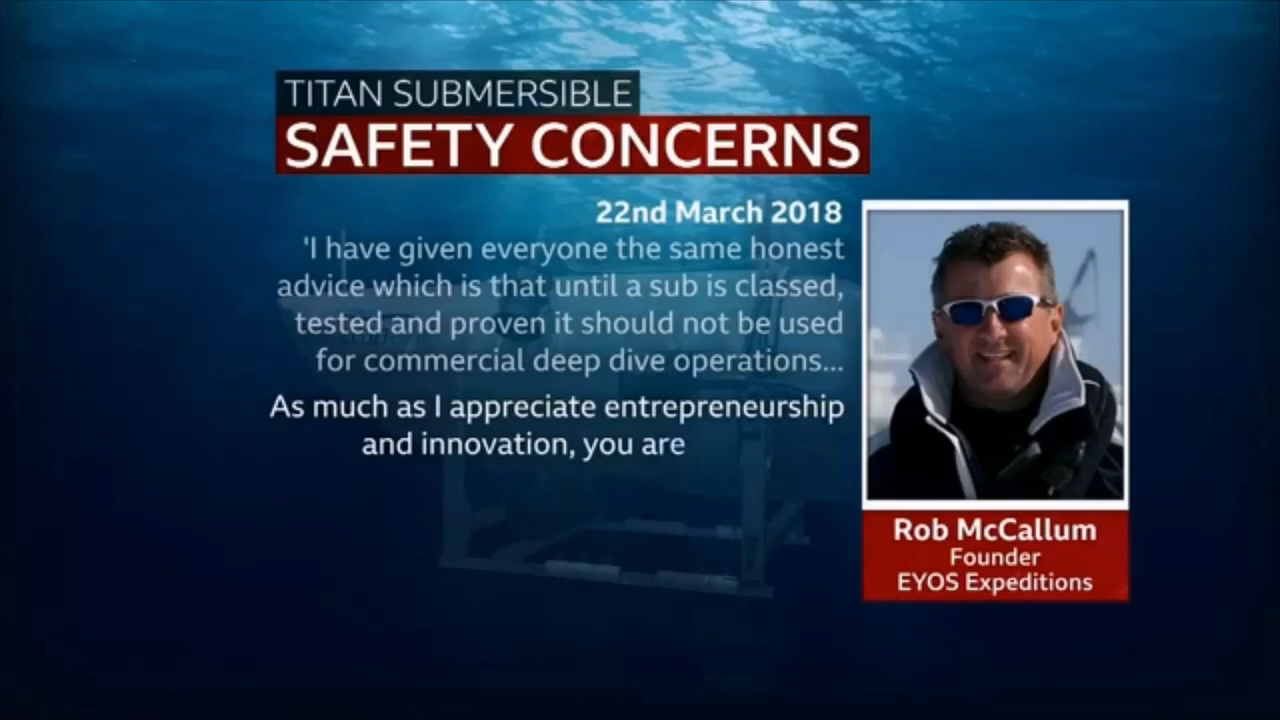 TITAN SUBMERSIBLE
SAFETY CONCERNS
22nd March 2018
'I have given everyone the same honest
advice which is that until a sub is classed,
tested and proven it should not be used
for commercial deep dive operations...
As much as I appreciate entrepreneurship
and innovation, you are
Rob McCallum
Founder
EYOS Expeditions